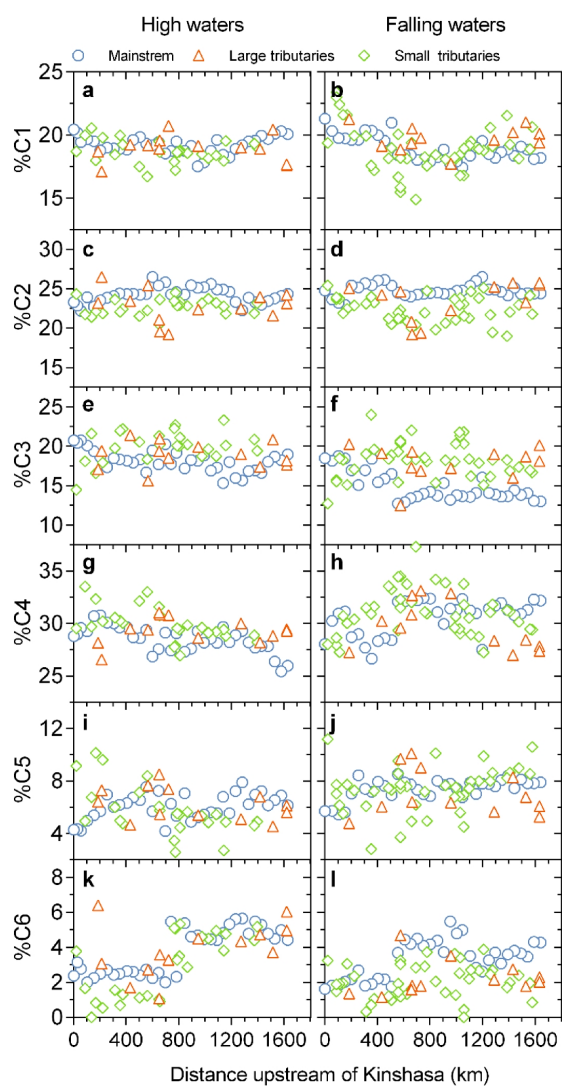 High waters Falling waters
Mainstrem Large tributaries Small tributaries
a b
%C1
25
20
15
c d
%C2
30
25
20
15
e f
%C3
25
20
15
10
g h
%C4
35
30
25
i j
%C5
12
8
4
k l
%C6
8
6
4
2
0
0 400 800 1200 1600 0 400 800 1200 1600
Distance upstream of Kinshasa (km)